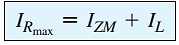 I_{R_{max}} = I_{ZM} + I_L